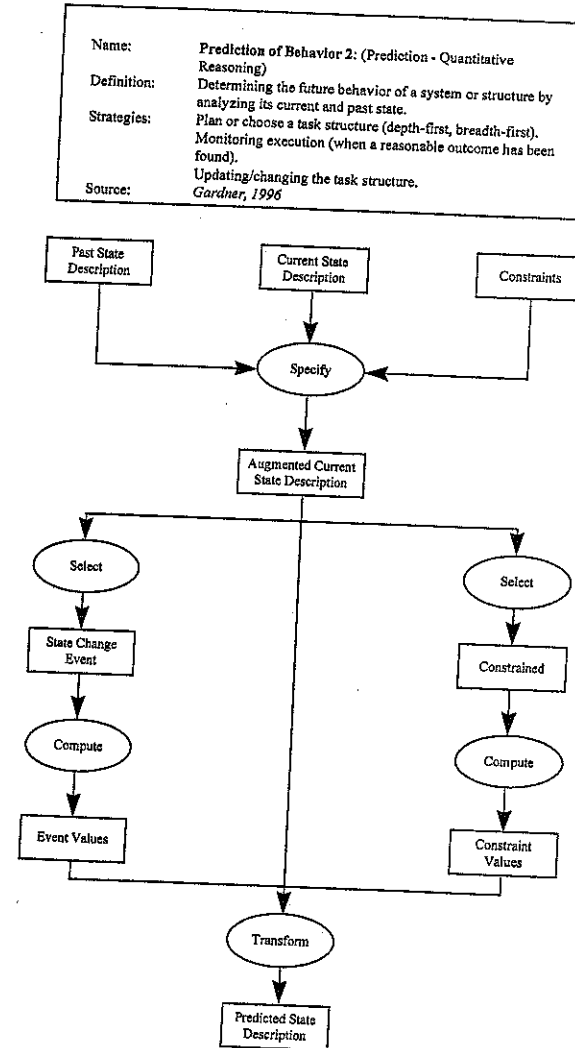 Name: Prediction of Behavior 2: (Prediction - Quantitative
Reasoning)
Definition: Determining the future behavior of a system or structure by
analyzing its current and past state.
Strategies: Plan or choose a task structure (depth-first, breadth-first).
Monitoring execution (when a reasonable outcome has been
found).
Updating/changing the task structure.
Source: Gardner, 1996
Past State
Description
Current State
Description
Constraints
Specify
Augmented Current
State Description
Select
Select
State Change
Event
Constrained
Compute
Compute
Event Values
Constraint
Values
Transform
Predicted State
Description